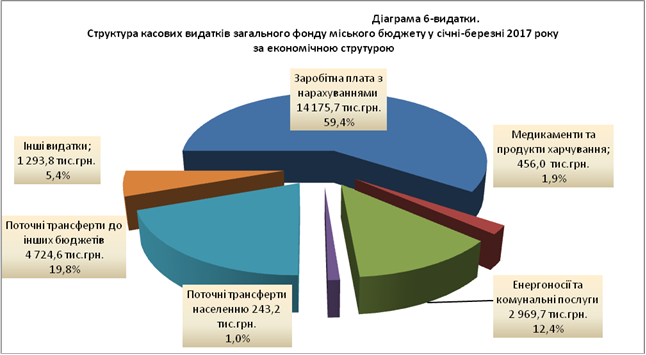 Діаграма 6-видатки.
Структура касових видатків загального фонду міського бюджету у січні-березні 2017 року
за економічною струтурою
Заробітна плата з
нарахуваннями
14 175,7 тис.грн.
59,4%
Медикаменти та
продукти харчування;
456,0 тис.грн.
1,9%
Енергоносії та
комунальні послуги
2 969,7 тис.грн.
12,4%
Поточні трансферти
населенню 243,2
тис.грн.
1,0%
Поточні трансферти до
інших бюджетів
4 724,6 тис.грн.
19,8%
Інші видатки;
1 293,8 тис.грн.
5,4%